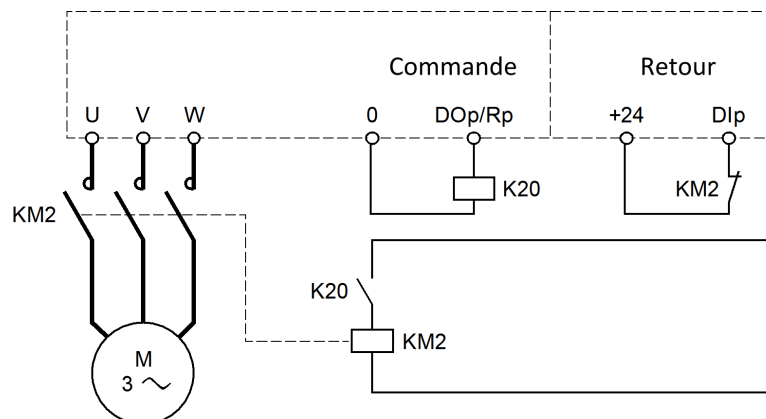 Commande Retour
U V W 0 DOp/Rp +24 DIp
K20 KM2
KM2
K20
KM2
M
3